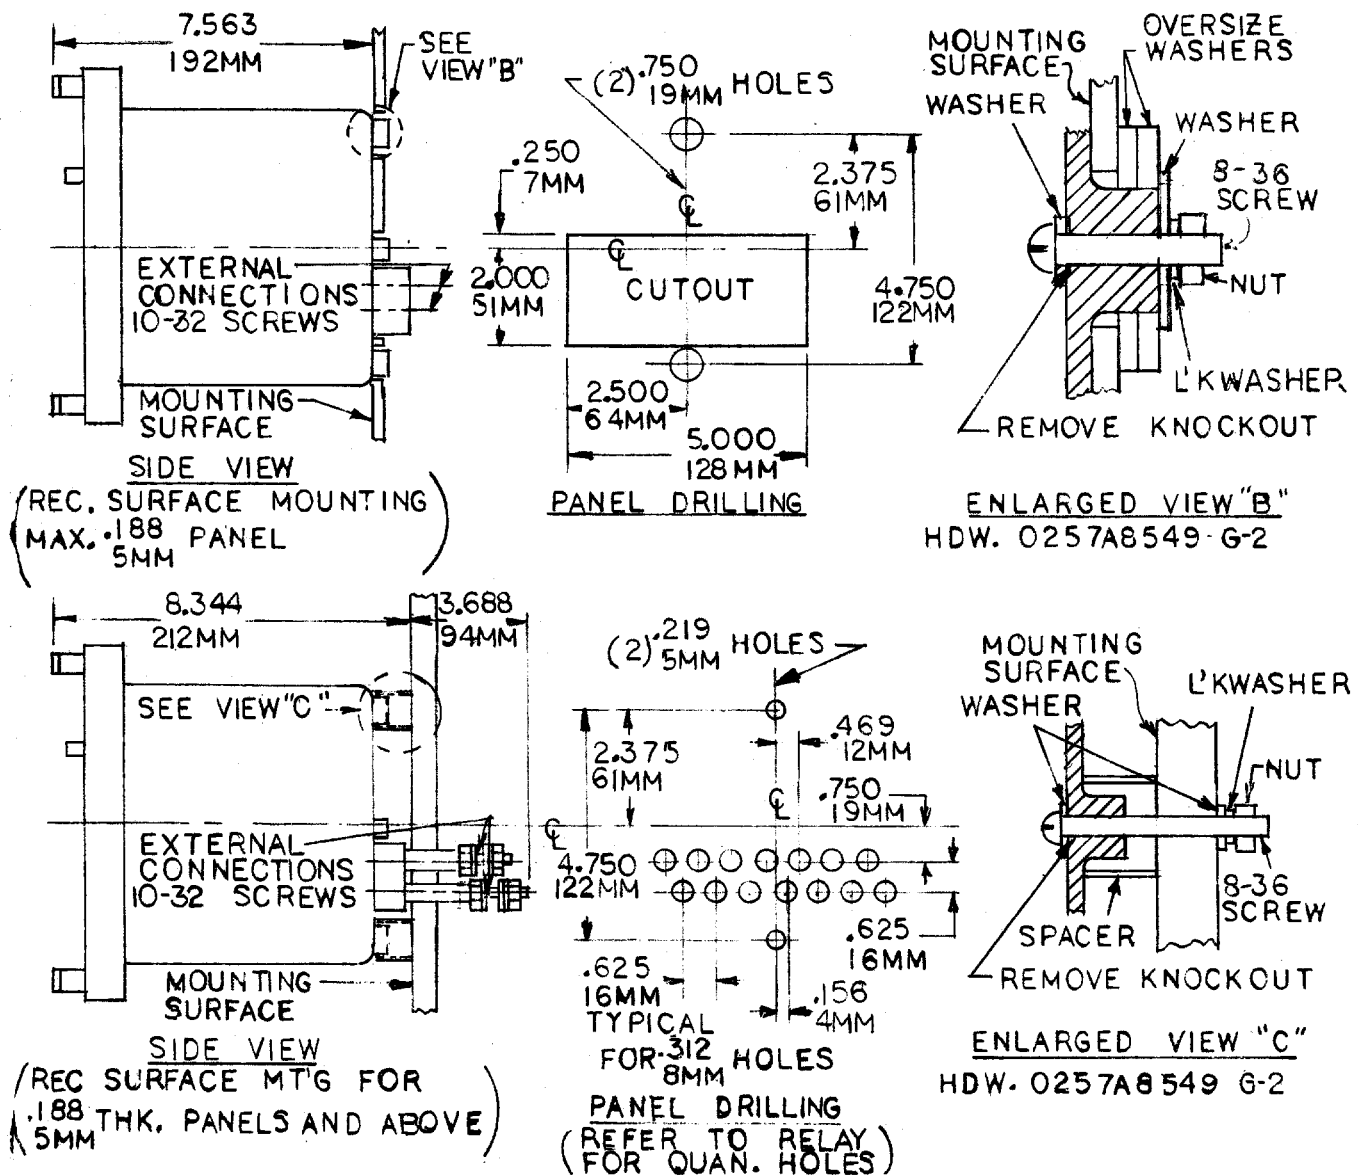 7.563
192MM
SEE
VIEW "B"
EXTERNAL
CONNECTIONS
10-32 SCREWS
MOUNTING
SURFACE
SIDE VIEW
(REC. SURFACE MOUNTING
MAX. .188 PANEL)
5MM
(2) .750 HOLES
19MM
.250
7MM
2.375
61MM
CL
CL
2.000
51MM
CUTOUT
4.750
122MM
2.500
64MM
5.000
128MM
PANEL DRILLING
MOUNTING
SURFACE
OVERSIZE
WASHERS
WASHER
WASHER
8-36
SCREW
NUT
L'KWASHER
REMOVE KNOCKOUT
ENLARGED VIEW "B"
HDW. 0257A8549 G-2
8.344
212MM
3.688
94MM
SEE VIEW "C"
EXTERNAL
CONNECTIONS
10-32 SCREWS
MOUNTING
SURFACE
SIDE VIEW
(REC SURFACE MT'G FOR
.188 THK. PANELS AND ABOVE)
5MM
(2) .219 HOLES
5MM
2.375
61MM
.469
12MM
CL
.750
19MM
CL
4.750
122MM
.625
16MM
.625
16MM
.156
4MM
TYPICAL
FOR .312 HOLES
8MM
PANEL DRILLING
(REFER TO RELAY
FOR QUAN. HOLES)
MOUNTING
SURFACE
WASHER
L'KWASHER
NUT
8-36
SCREW
SPACER
REMOVE KNOCKOUT
ENLARGED VIEW "C"
HDW. 0257A8549 G-2